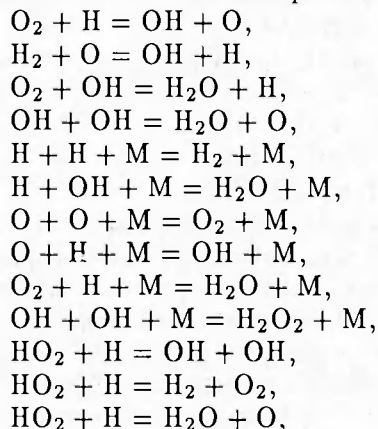 O₂ + H = OH + O,
H₂ + O = OH + H,
O₂ + OH = H₂O + H,
OH + OH = H₂O + O,
H + H + M = H₂ + M,
H + OH + M = H₂O + M,
O + O + M = O₂ + M,
O + H + M = OH + M,
O₂ + H + M = H₂O + M,
OH + OH + M = H₂O₂ + M,
HO₂ + H = OH + OH,
HO₂ + H = H₂ + O₂,
HO₂ + H = H₂O + O,